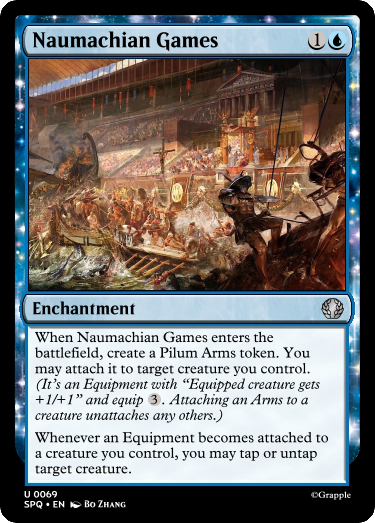 Naumachian Games 1
Enchantment
When Naumachian Games enters the
battlefield, create a Pilum Arms token. You
may attach it to target creature you control.
(It's an Equipment with “Equipped creature gets
+1/+1” and equip 3. Attaching an Arms to a
creature unattaches any others.)
Whenever an Equipment becomes attached to
a creature you control, you may tap or untap
target creature.
U 0069
SPQ • EN Bo Zhang
©Grapple